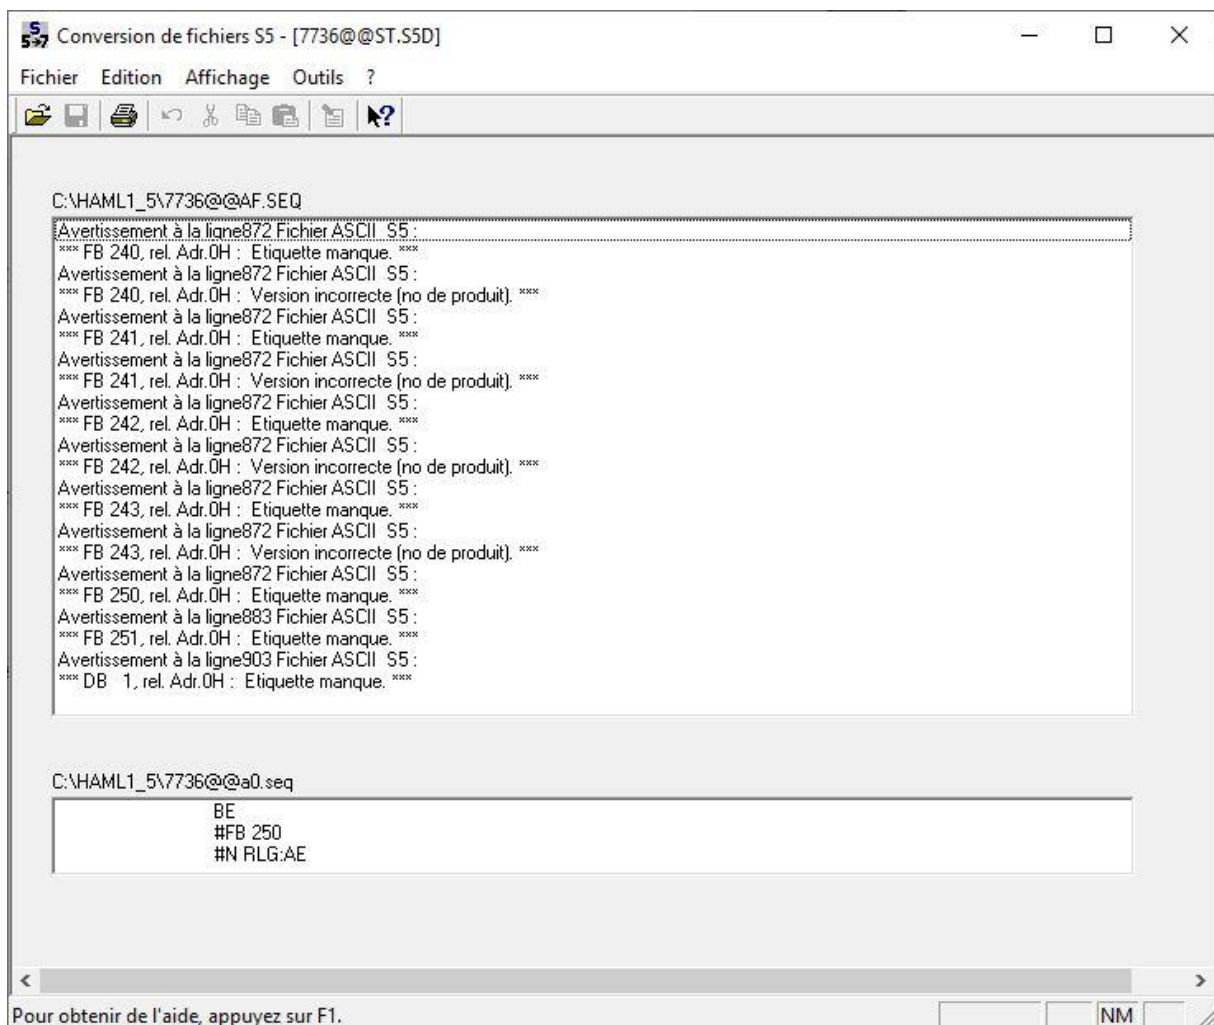 Conversion de fichiers S5 - [7736@@ST.S5D]
Fichier Edition Affichage Outils ?
C:\HAML1_5\7736@@AF.SEQ
Avertissement à la ligne872 Fichier ASCII S5 :
*** FB 240, rel. Adr.0H : Etiquette manque. ***
Avertissement à la ligne872 Fichier ASCII S5 :
*** FB 240, rel. Adr.0H : Version incorrecte (no de produit). ***
Avertissement à la ligne872 Fichier ASCII S5 :
*** FB 241, rel. Adr.0H : Etiquette manque. ***
Avertissement à la ligne872 Fichier ASCII S5 :
*** FB 241, rel. Adr.0H : Version incorrecte (no de produit). ***
Avertissement à la ligne872 Fichier ASCII S5 :
*** FB 242, rel. Adr.0H : Etiquette manque. ***
Avertissement à la ligne872 Fichier ASCII S5 :
*** FB 242, rel. Adr.0H : Version incorrecte (no de produit). ***
Avertissement à la ligne872 Fichier ASCII S5 :
*** FB 243, rel. Adr.0H : Etiquette manque. ***
Avertissement à la ligne872 Fichier ASCII S5 :
*** FB 243, rel. Adr.0H : Version incorrecte (no de produit). ***
Avertissement à la ligne872 Fichier ASCII S5 :
*** FB 250, rel. Adr.0H : Etiquette manque. ***
Avertissement à la ligne883 Fichier ASCII S5 :
*** FB 251, rel. Adr.0H : Etiquette manque. ***
Avertissement à la ligne903 Fichier ASCII S5 :
*** DB 1, rel. Adr.0H : Etiquette manque. ***
C:\HAML1_5\7736@@a0.seq
BE
#FB 250
#N RLG:AE
Pour obtenir de l'aide, appuyez sur F1.
NM